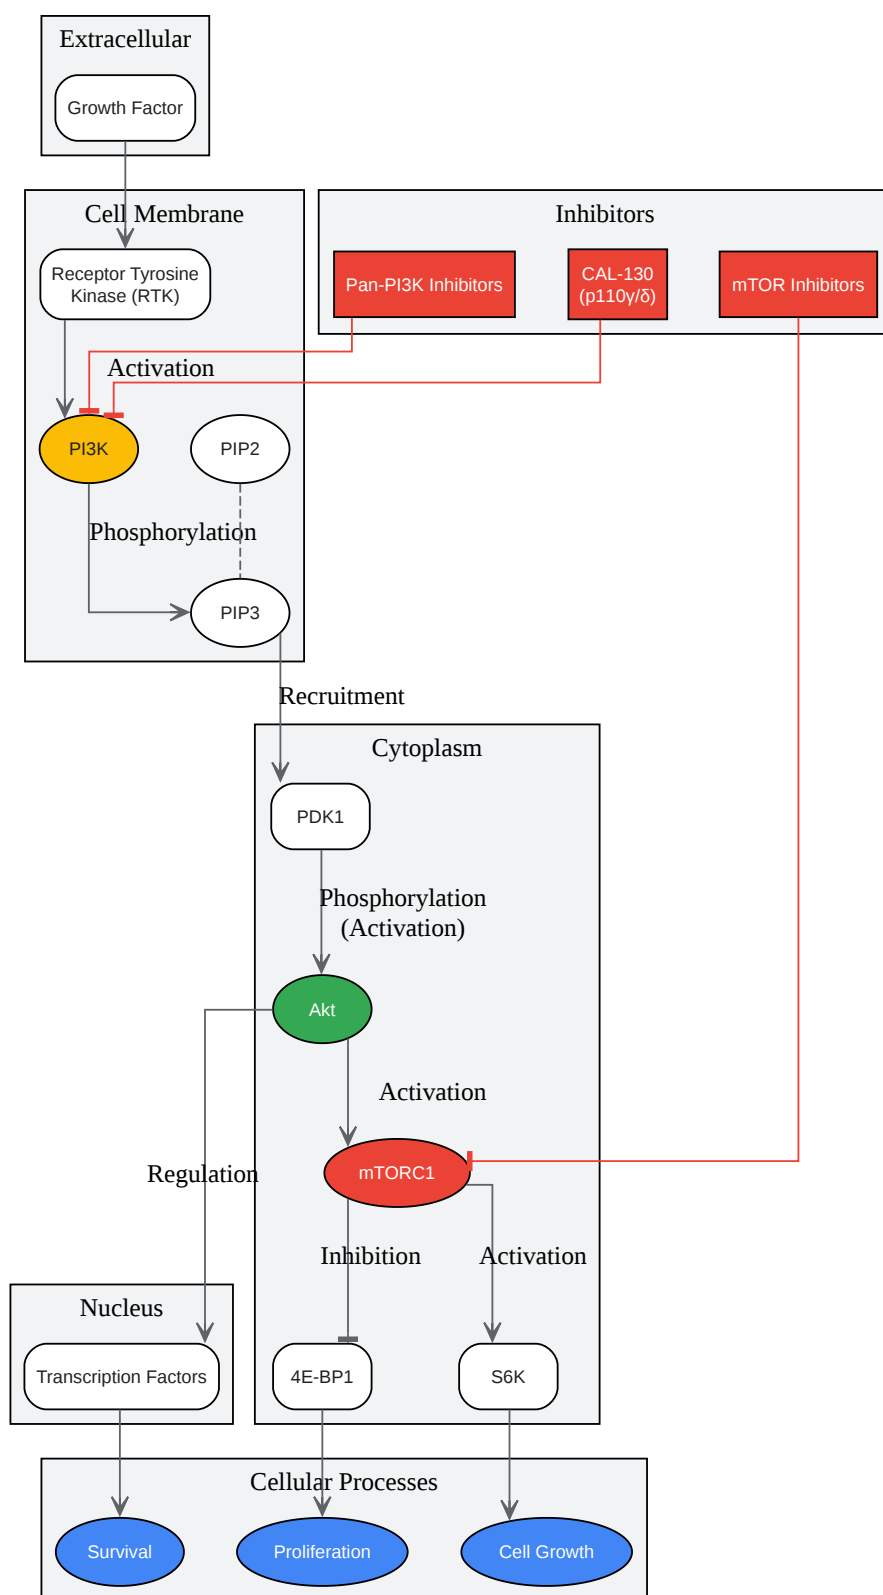 Extracellular
Growth Factor
Cell Membrane
Inhibitors
Receptor Tyrosine
Kinase (RTK)
Pan-PI3K Inhibitors
CAL-130
(p110γ/δ)
mTOR Inhibitors
Activation
PI3K
PIP2
Phosphorylation
PIP3
Recruitment
Cytoplasm
PDK1
Phosphorylation
(Activation)
Akt
Activation
mTORC1
Regulation
Inhibition
Activation
Nucleus
Transcription Factors
4E-BP1
S6K
Cellular Processes
Survival
Proliferation
Cell Growth